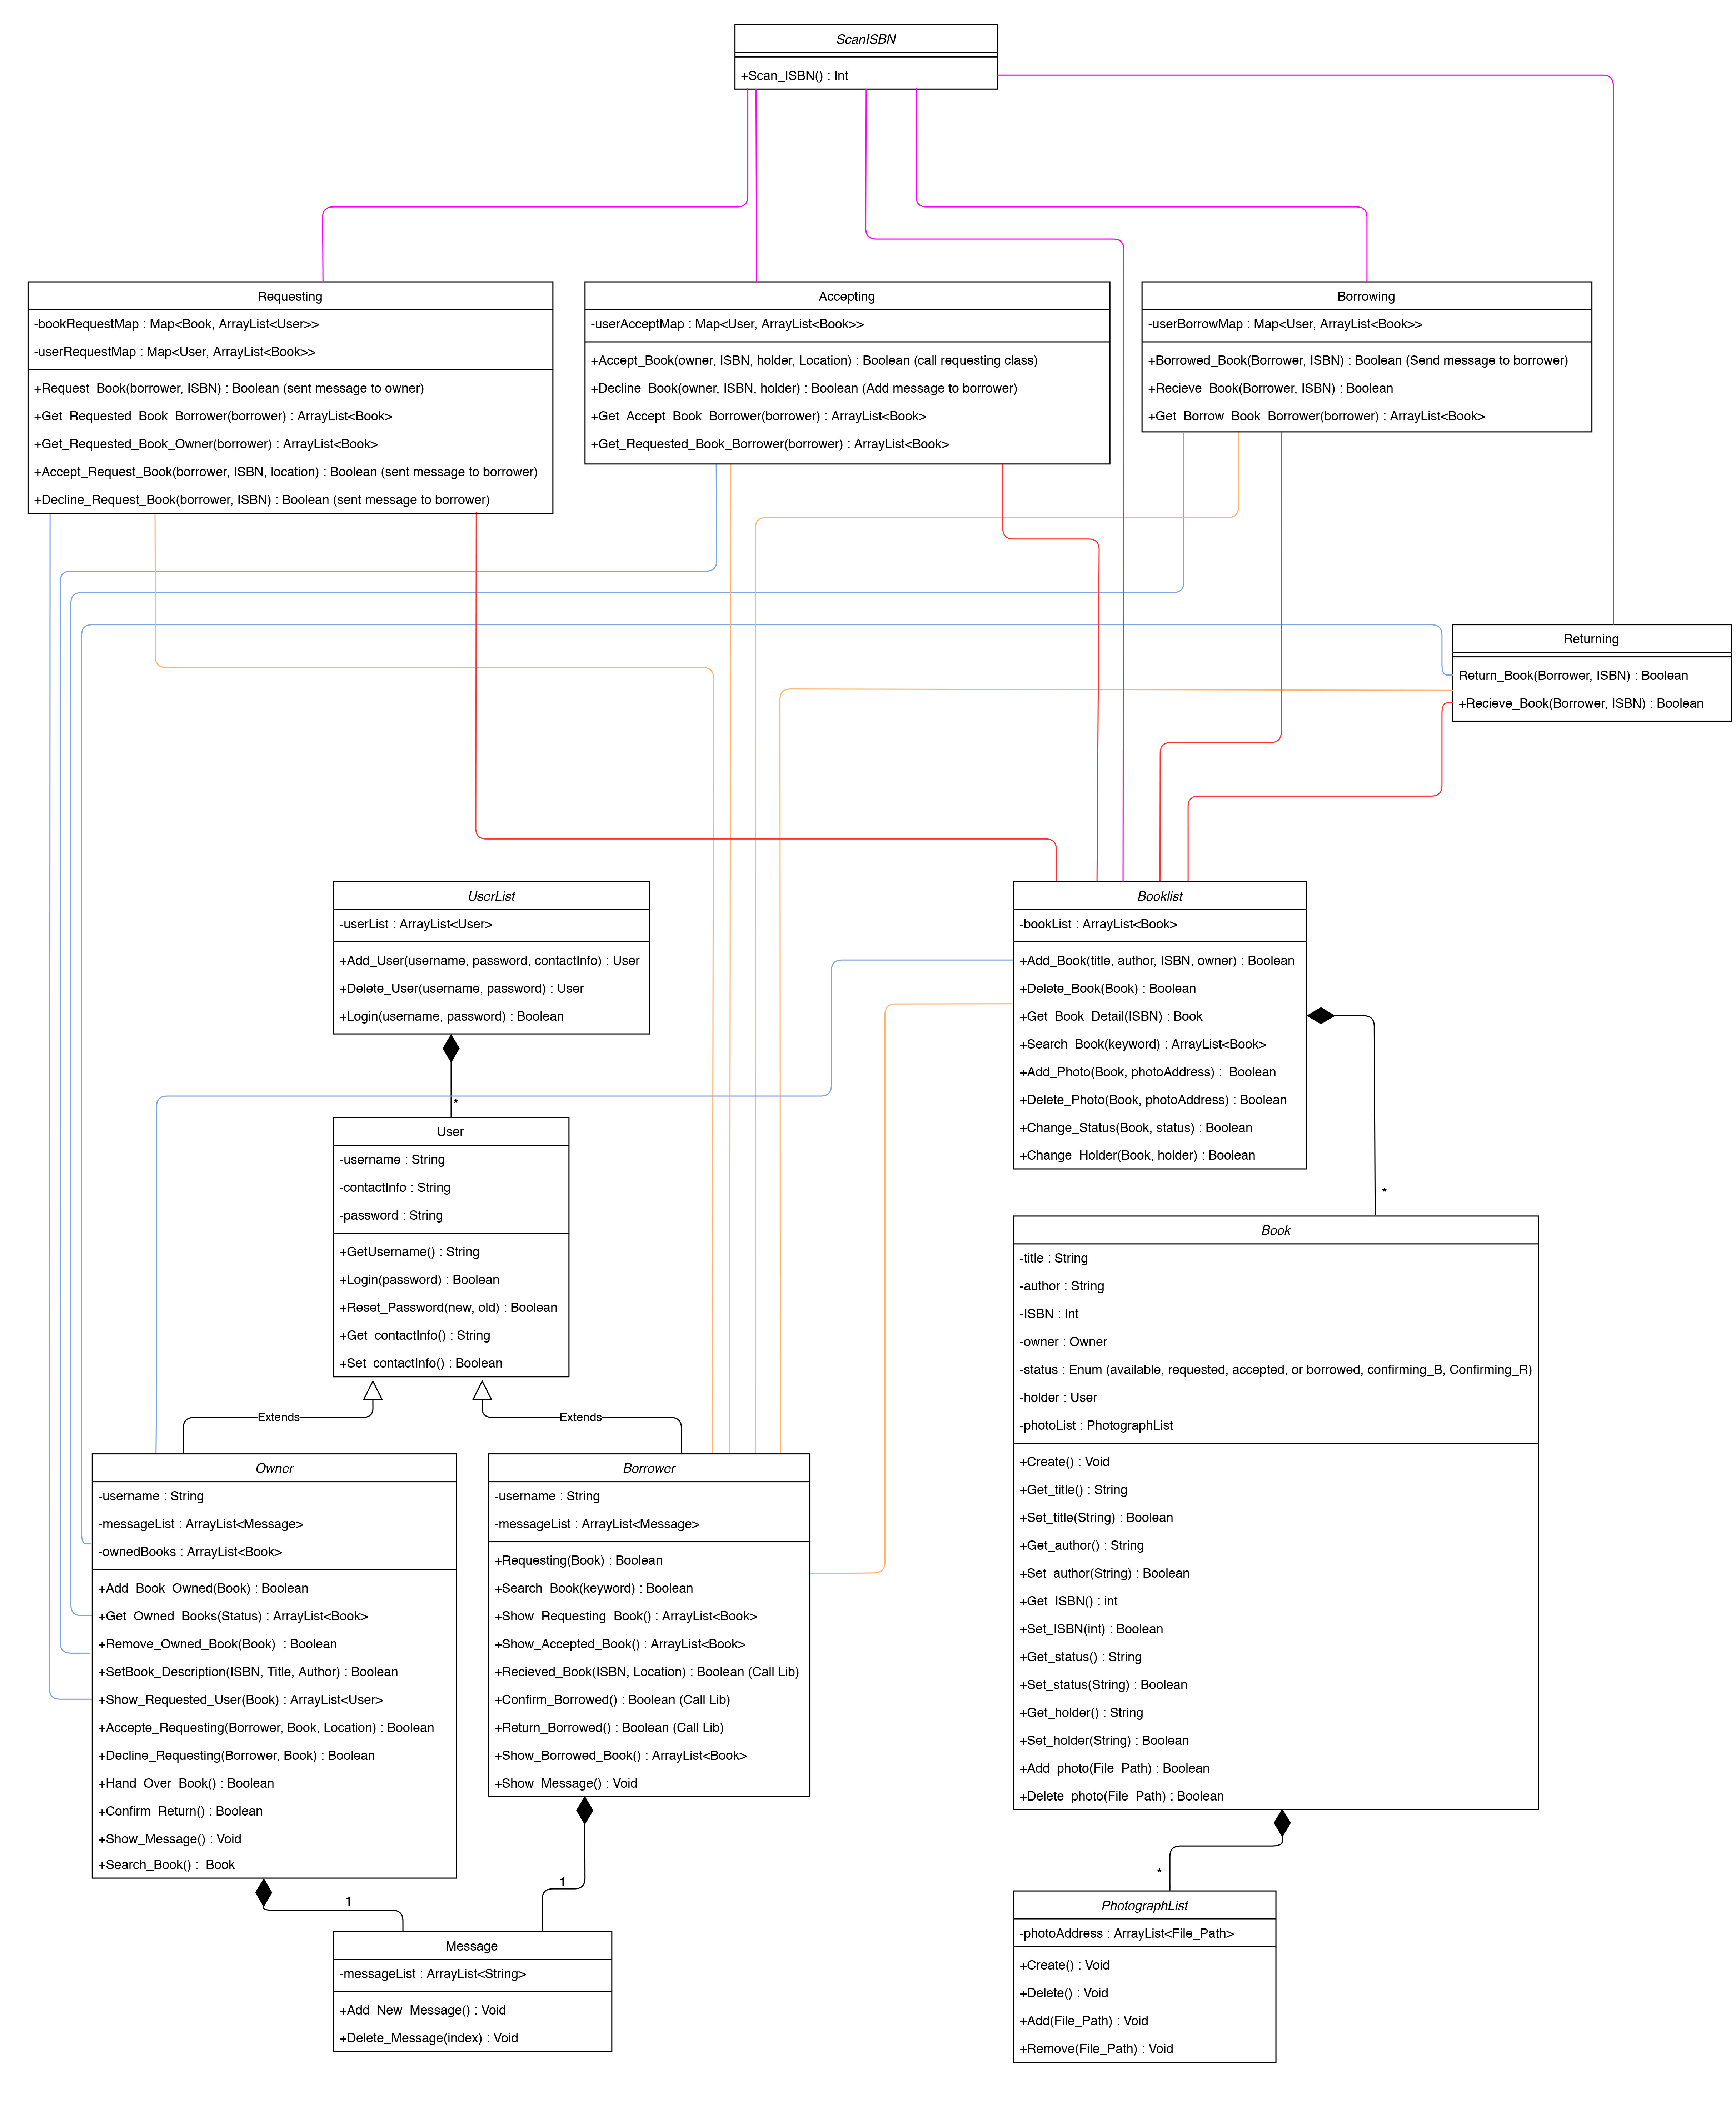 ScanISBN
+Scan_ISBN() : Int
Requesting
-bookRequestMap : Map<Book, ArrayList<User>>
-userRequestMap : Map<User, ArrayList<Book>>
+Request_Book(borrower, ISBN) : Boolean (sent message to owner)
+Get_Requested_Book_Borrower(borrower) : ArrayList<Book>
+Get_Requested_Book_Owner(borrower) : ArrayList<Book>
+Accept_Request_Book(borrower, ISBN, location) : Boolean (sent message to borrower)
+Decline_Request_Book(borrower, ISBN) : Boolean (sent message to borrower)
Accepting
-userAcceptMap : Map<User, ArrayList<Book>>
+Accept_Book(owner, ISBN, holder, Location) : Boolean (call requesting class)
+Decline_Book(owner, ISBN, holder) : Boolean (Add message to borrower)
+Get_Accept_Book_Borrower(borrower) : ArrayList<Book>
+Get_Requested_Book_Borrower(borrower) : ArrayList<Book>
Borrowing
-userBorrowMap : Map<User, ArrayList<Book>>
+Borrowed_Book(Borrower, ISBN) : Boolean (Send message to borrower)
+Recieve_Book(Borrower, ISBN) : Boolean
+Get_Borrow_Book_Borrower(borrower) : ArrayList<Book>
Returning
Return_Book(Borrower, ISBN) : Boolean
+Recieve_Book(Borrower, ISBN) : Boolean
UserList
-userList : ArrayList<User>
+Add_User(username, password, contactInfo) : User
+Delete_User(username, password) : User
+Login(username, password) : Boolean
*
Booklist
-bookList : ArrayList<Book>
+Add_Book(title, author, ISBN, owner) : Boolean
+Delete_Book(Book) : Boolean
+Get_Book_Detail(ISBN) : Book
+Search_Book(keyword) : ArrayList<Book>
+Add_Photo(Book, photoAddress) :  Boolean
+Delete_Photo(Book, photoAddress) : Boolean
+Change_Status(Book, status) : Boolean
+Change_Holder(Book, holder) : Boolean
*
User
-username : String
-contactInfo : String
-password : String
+GetUsername() : String
+Login(password) : Boolean
+Reset_Password(new, old) : Boolean
+Get_contactInfo() : String
+Set_contactInfo() : Boolean
Extends
Extends
Book
-title : String
-author : String
-ISBN : Int
-owner : Owner
-status : Enum (available, requested, accepted, or borrowed, confirming_B, Confirming_R)
-holder : User
-photoList : PhotographList
+Create() : Void
+Get_title() : String
+Set_title(String) : Boolean
+Get_author() : String
+Set_author(String) : Boolean
+Get_ISBN() : int
+Set_ISBN(int) : Boolean
+Get_status() : String
+Set_status(String) : Boolean
+Get_holder() : String
+Set_holder(String) : Boolean
+Add_photo(File_Path) : Boolean
+Delete_photo(File_Path) : Boolean
*
Owner
-username : String
-messageList : ArrayList<Message>
-ownedBooks : ArrayList<Book>
+Add_Book_Owned(Book) : Boolean
+Get_Owned_Books(Status) : ArrayList<Book>
+Remove_Owned_Book(Book)  : Boolean
+SetBook_Description(ISBN, Title, Author) : Boolean
+Show_Requested_User(Book) : ArrayList<User>
+Accepte_Requesting(Borrower, Book, Location) : Boolean
+Decline_Requesting(Borrower, Book) : Boolean
+Hand_Over_Book() : Boolean
+Confirm_Return() : Boolean
+Show_Message() : Void
+Search_Book() :  Book
1
Borrower
-username : String
-messageList : ArrayList<Message>
+Requesting(Book) : Boolean
+Search_Book(keyword) : Boolean
+Show_Requesting_Book() : ArrayList<Book>
+Show_Accepted_Book() : ArrayList<Book>
+Recieved_Book(ISBN, Location) : Boolean (Call Lib)
+Confirm_Borrowed() : Boolean (Call Lib)
+Return_Borrowed() : Boolean (Call Lib)
+Show_Borrowed_Book() : ArrayList<Book>
+Show_Message() : Void
1
Message
-messageList : ArrayList<String>
+Add_New_Message() : Void
+Delete_Message(index) : Void
PhotographList
-photoAddress : ArrayList<File_Path>
+Create() : Void
+Delete() : Void
+Add(File_Path) : Void
+Remove(File_Path) : Void